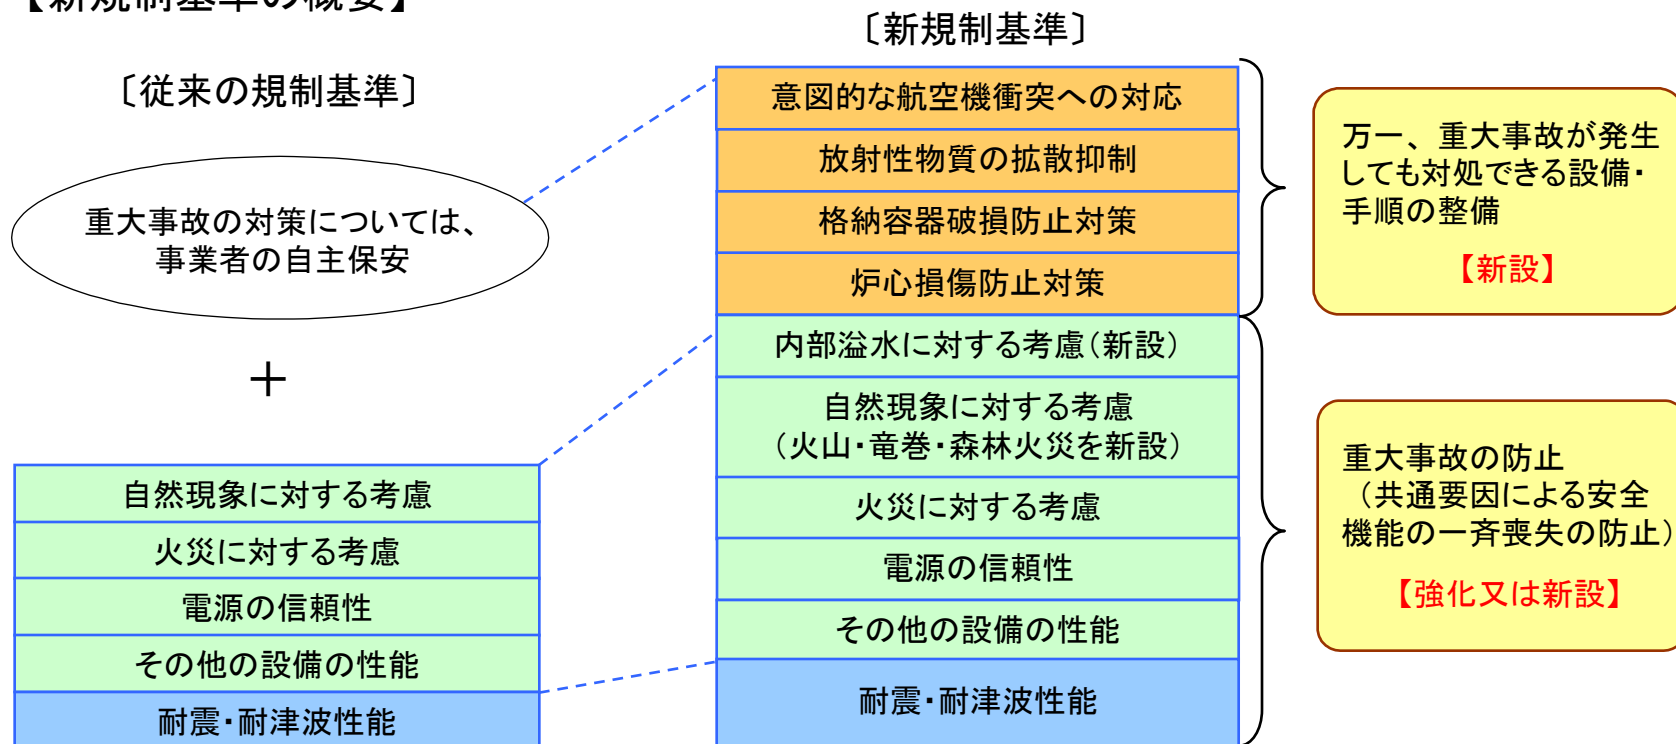 【新規制基準の概要】
〔従来の規制基準〕
重大事故の対策については、
事業者の自主保安
＋
自然現象に対する考慮
火災に対する考慮
電源の信頼性
その他の設備の性能
耐震・耐津波性能
〔新規制基準〕
意図的な航空機衝突への対応
放射性物質の拡散抑制
格納容器破損防止対策
炉心損傷防止対策
内部溢水に対する考慮（新設）
自然現象に対する考慮
（火山・竜巻・森林火災を新設）
火災に対する考慮
電源の信頼性
その他の設備の性能
耐震・耐津波性能
万一、重大事故が発生
しても対処できる設備・
手順の整備
【新設】
重大事故の防止
（共通要因による安全
機能の一斉喪失の防止）
【強化又は新設】